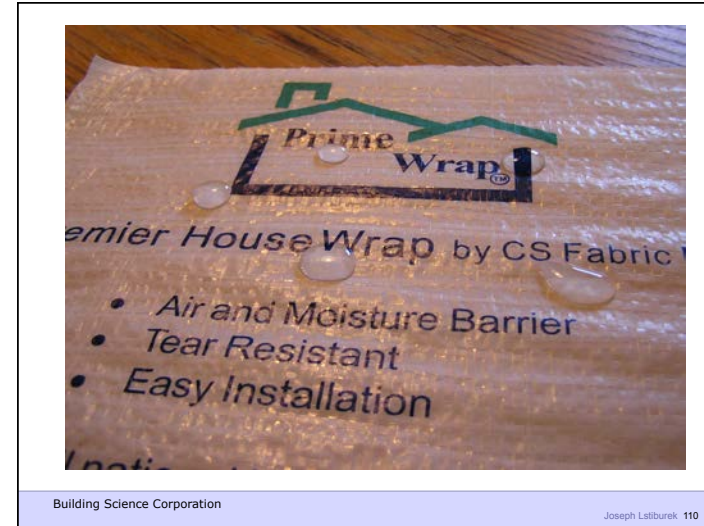 Prime
Wrap TM
emier House Wrap by CS Fabric
• Air and Moisture Barrier
• Tear Resistant
• Easy Installation
Building Science Corporation
Joseph Lstiburek 110